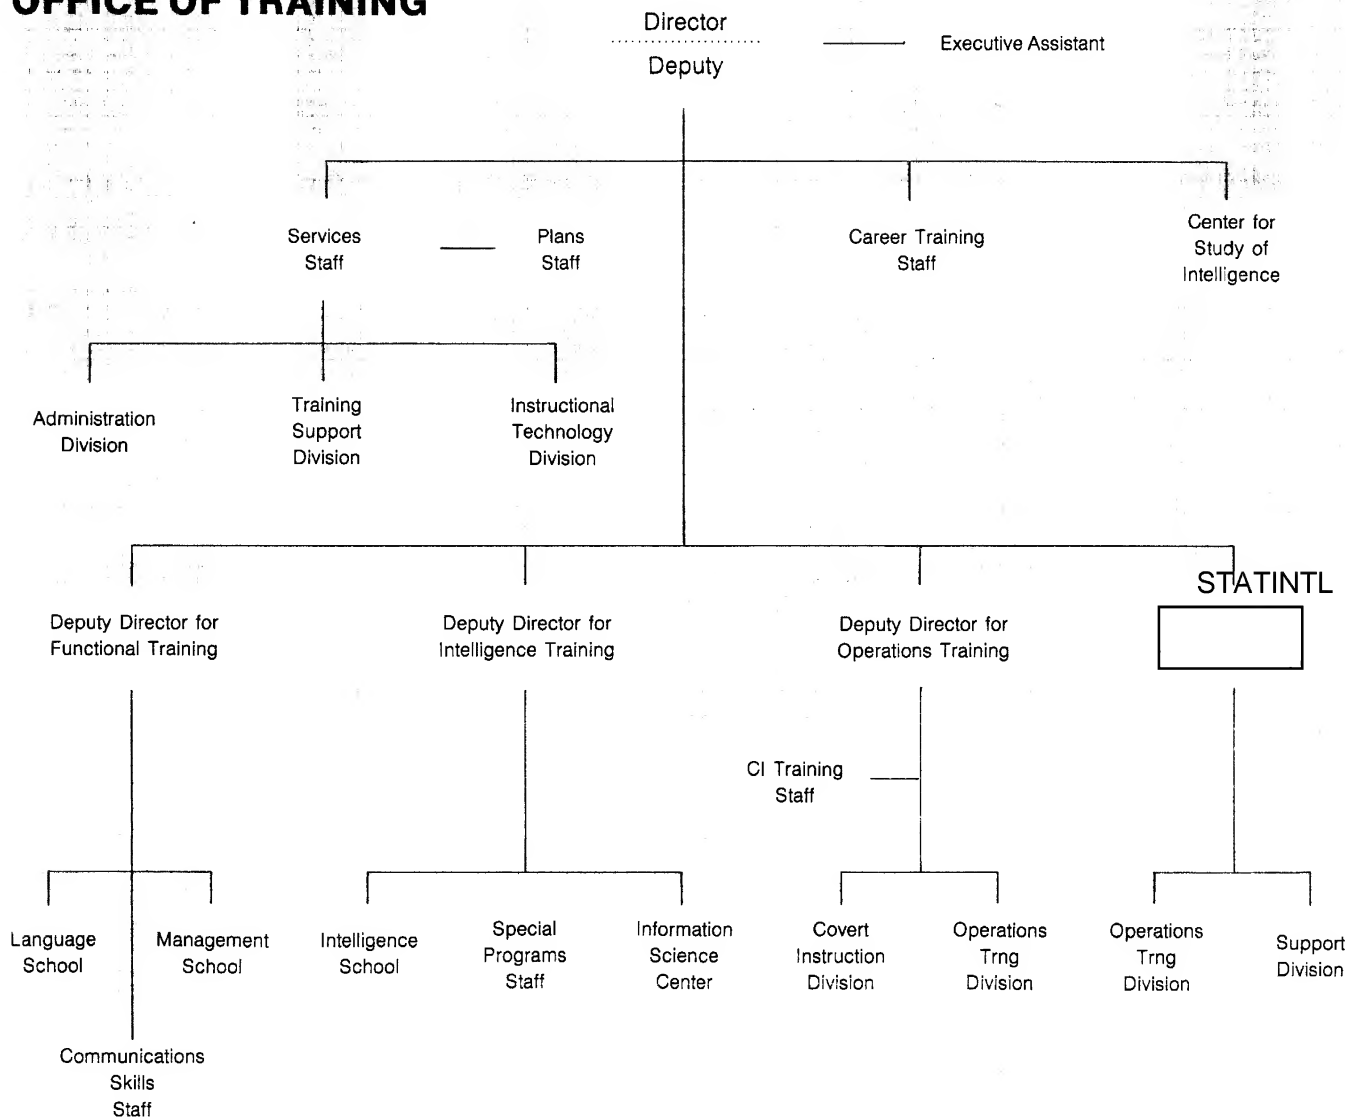 OFFICE OF TRAINING
Director
Deputy
Executive Assistant
Services
Staff
Plans
Staff
Career Training
Staff
Center for
Study of
Intelligence
Administration
Division
Training
Support
Division
Instructional
Technology
Division
STATINTL
Deputy Director for
Functional Training
Deputy Director for
Intelligence Training
Deputy Director for
Operations Training
CI Training
Staff
Language
School
Management
School
Intelligence
School
Special
Programs
Staff
Information
Science
Center
Covert
Instruction
Division
Operations
Trng
Division
Operations
Trng
Division
Support
Division
Communications
Skills
Staff